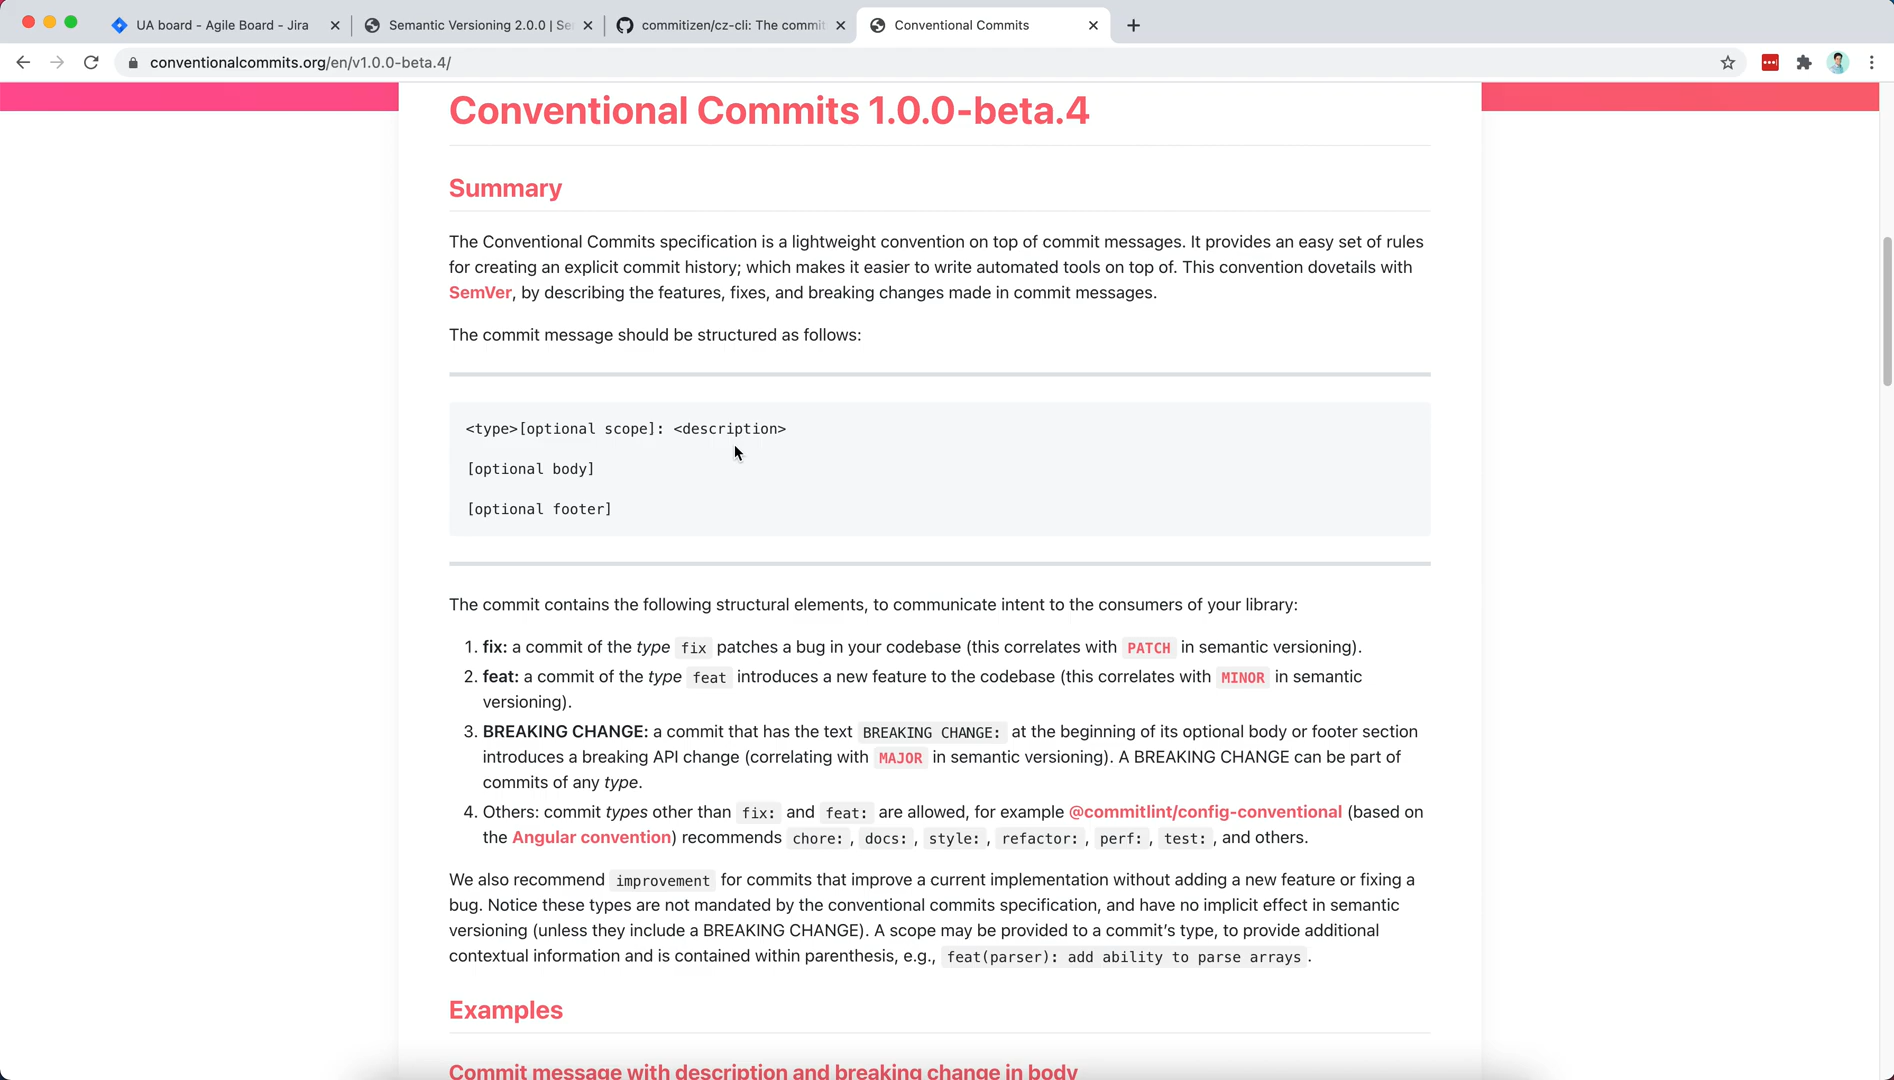 UA board - Agile Board - Jira
Semantic Versioning 2.0.0 | Se
commitizen/cz-cli: The commit
Conventional Commits
conventionalcommits.org/en/v1.0.0-beta.4/
Conventional Commits 1.0.0-beta.4
Summary
The Conventional Commits specification is a lightweight convention on top of commit messages. It provides an easy set of rules
for creating an explicit commit history; which makes it easier to write automated tools on top of. This convention dovetails with
SemVer, by describing the features, fixes, and breaking changes made in commit messages.
The commit message should be structured as follows:
<type>[optional scope]: <description>
[optional body]
[optional footer]
The commit contains the following structural elements, to communicate intent to the consumers of your library:
1. fix: a commit of the type fix patches a bug in your codebase (this correlates with PATCH in semantic versioning).
2. feat: a commit of the type feat introduces a new feature to the codebase (this correlates with MINOR in semantic
versioning).
3. BREAKING CHANGE: a commit that has the text BREAKING CHANGE: at the beginning of its optional body or footer section
introduces a breaking API change (correlating with MAJOR in semantic versioning). A BREAKING CHANGE can be part of
commits of any type.
4. Others: commit types other than fix: and feat: are allowed, for example @commitlint/config-conventional (based on
the Angular convention) recommends chore:, docs:, style:, refactor:, perf:, test:, and others.
We also recommend improvement for commits that improve a current implementation without adding a new feature or fixing a
bug. Notice these types are not mandated by the conventional commits specification, and have no implicit effect in semantic
versioning (unless they include a BREAKING CHANGE). A scope may be provided to a commit’s type, to provide additional
contextual information and is contained within parenthesis, e.g., feat(parser): add ability to parse arrays.
Examples
Commit message with description and breaking change in body